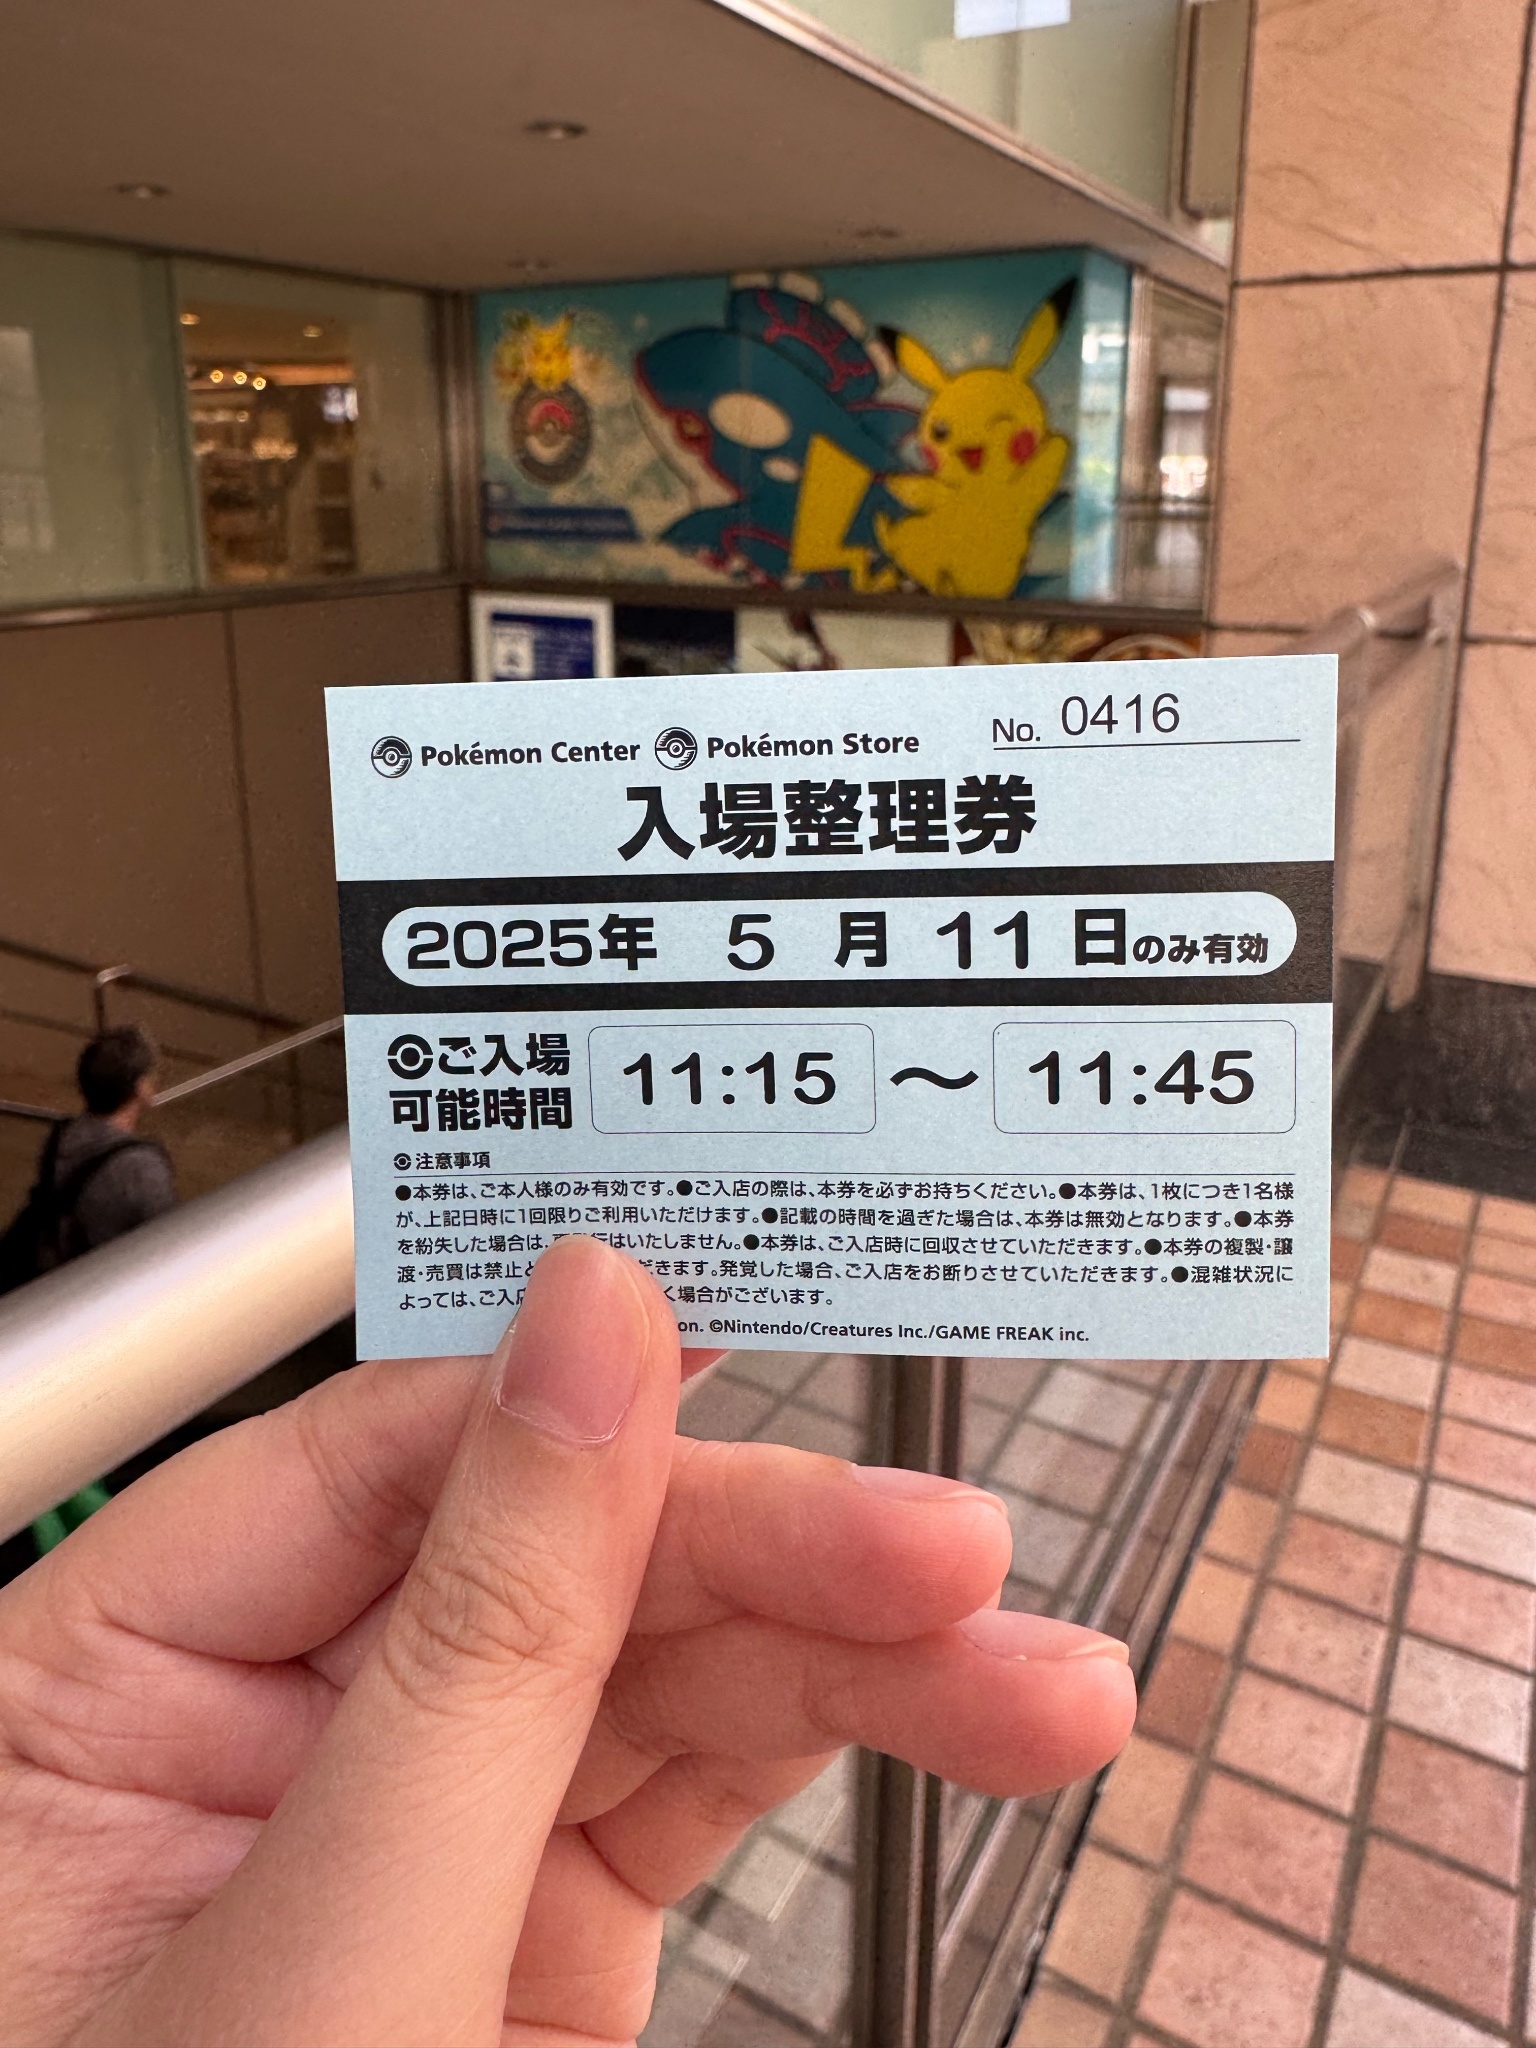 Pokémon Center Pokémon Store No. 0416
入場整理券
2025年 5 月 11 日のみ有効
ご入場 11:15 ～ 11:45
可能時間
注意事項
●本券は、ご本人様のみ有効です。●ご入店の際は、本券を必ずお持ちください。●本券は、1枚につき1名様
が、上記日時に1回限りご利用いただけます。●記載の時間を過ぎた場合は、本券は無効となります。●本券
を紛失した場合は、 はいたしません。●本券は、ご入店時に回収させていただきます。●本券の複製・譲
渡・売買は禁止 きます。発覚した場合、ご入店をお断りさせていただきます。●混雑状況に
よっては、ご入店 く場合がございます。
©Nintendo/Creatures Inc./GAME FREAK inc.